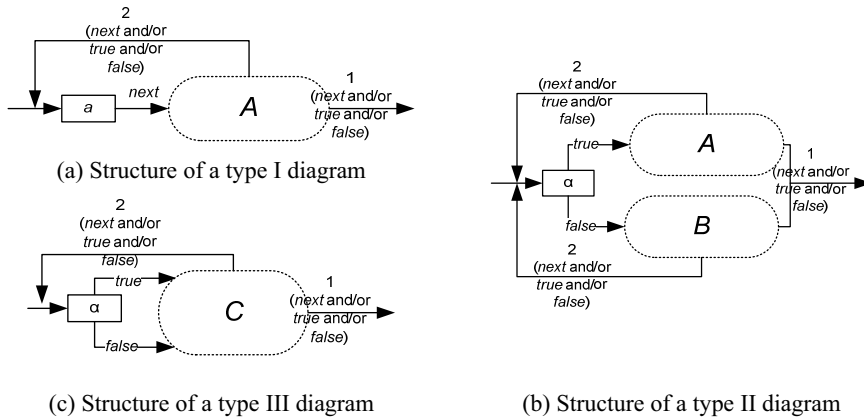 2
(next and/or
true and/or
false)
a
next
A
1
(next and/or
true and/or
false)
(a) Structure of a type I diagram
2
(next and/or
true and/or
false)
α
true
false
C
1
(next and/or
true and/or
false)
(c) Structure of a type III diagram
2
(next and/or
true and/or
false)
α
true
A
false
B
1
(next and/or
true and/or
false)
2
(next and/or
true and/or
false)
(b) Structure of a type II diagram